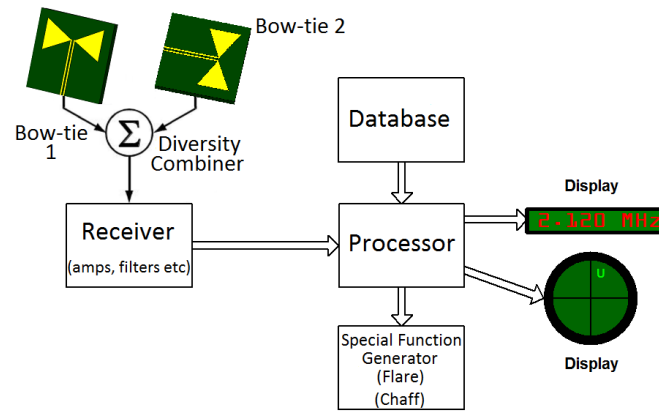 Bow-tie 2
Bow-tie
1
Σ
Diversity
Combiner
Database
Receiver
(amps, filters etc)
Processor
Display
2.120 MHz
U
Display
Special Function
Generator
(Flare)
(Chaff)